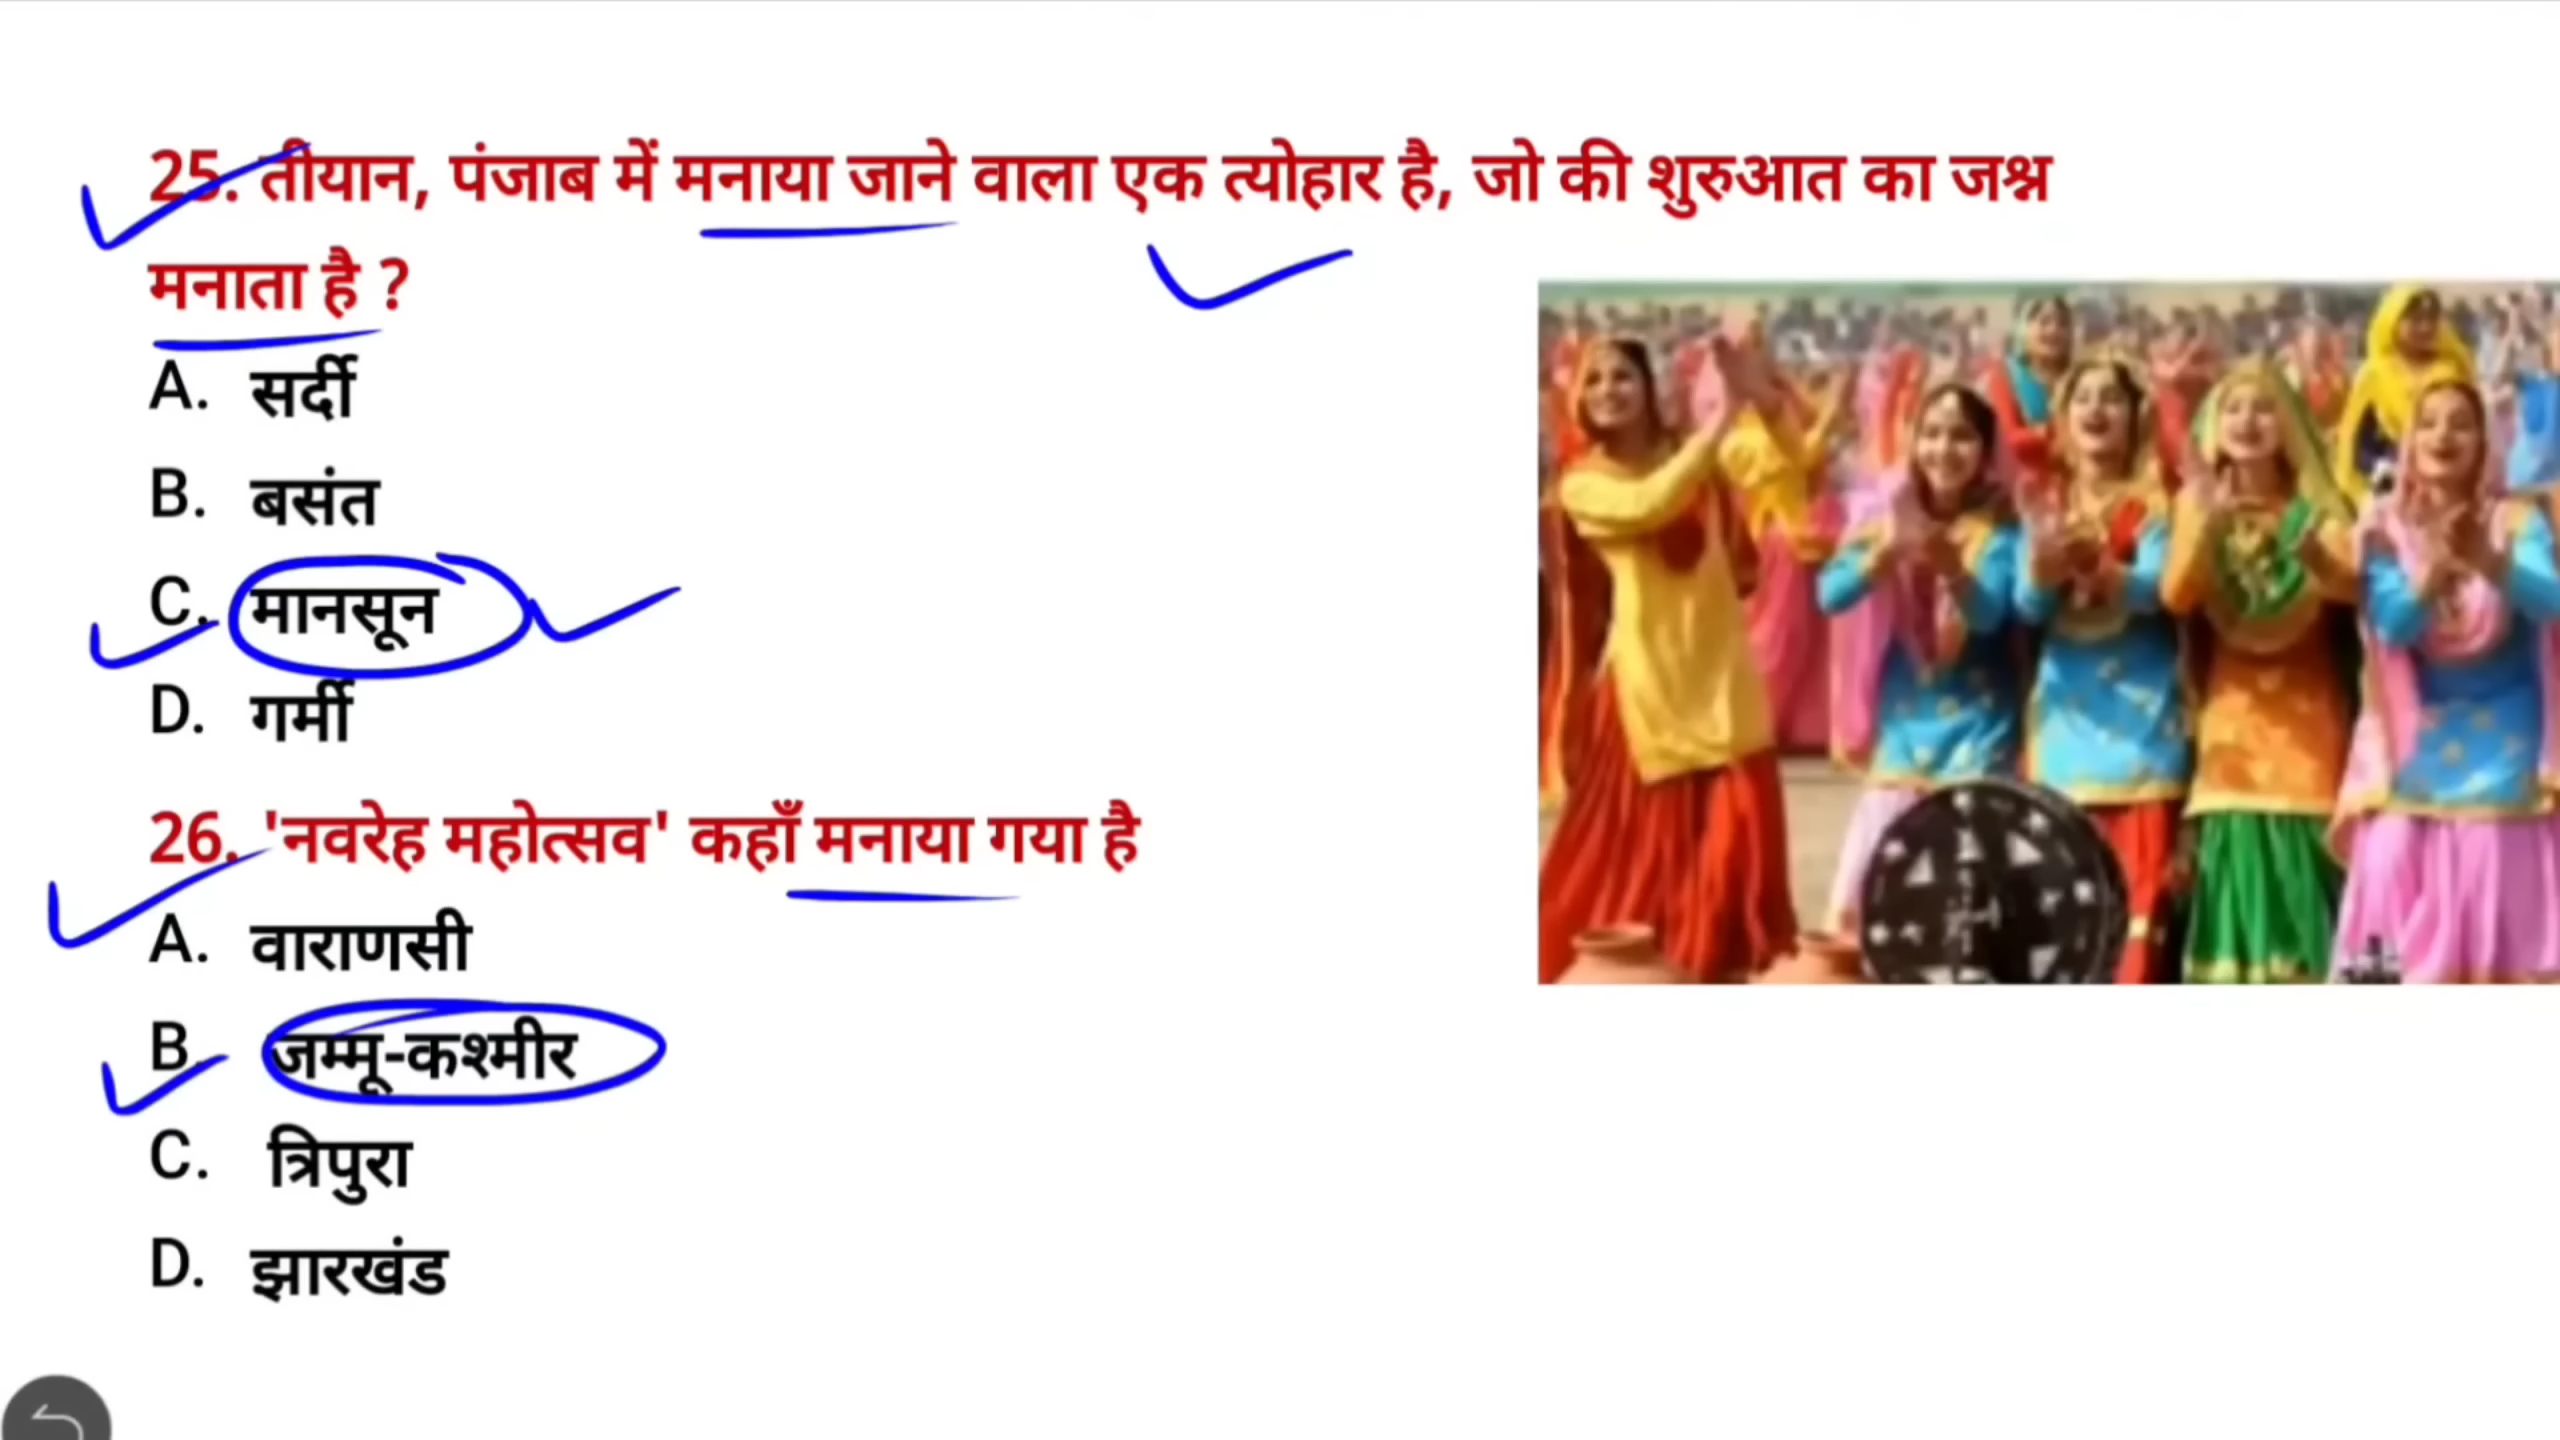 25. तीयान, पंजाब में मनाया जाने वाला एक त्योहार है, जो की शुरुआत का जश्न
मनाता है ?
A. सर्दी
B. बसंत
C. मानसून
D. गर्मी
26. 'नवरेह महोत्सव' कहाँ मनाया गया है
A. वाराणसी
B. जम्मू-कश्मीर
C. त्रिपुरा
D. झारखंड